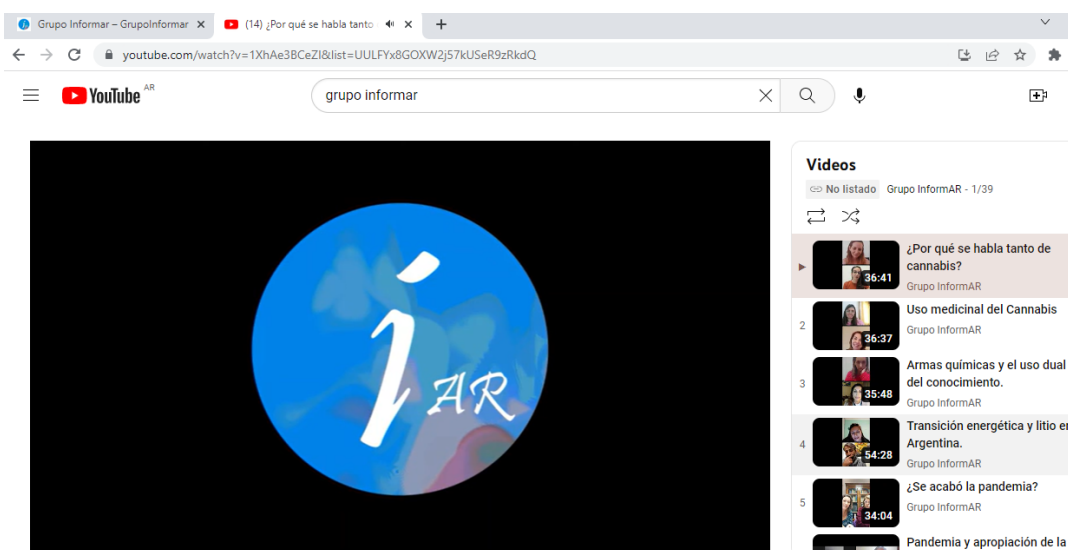 Grupo Informar – GrupoInformar
(14) ¿Por qué se habla tanto
youtube.com/watch?v=1XhAe3BCeZI&list=UULFYx8GOXW2j57kUSeR9zRkdQ
YouTube AR
grupo informar
í AR
Videos
No listado Grupo InformAR - 1/39
¿Por qué se habla tanto de
cannabis?
36:41
Grupo InformAR
2
Uso medicinal del Cannabis
Grupo InformAR
36:37
3
Armas químicas y el uso dual
del conocimiento.
35:48
Grupo InformAR
4
Transición energética y litio en
Argentina.
54:28
Grupo InformAR
5
¿Se acabó la pandemia?
Grupo InformAR
34:04
Pandemia y apropiación de la